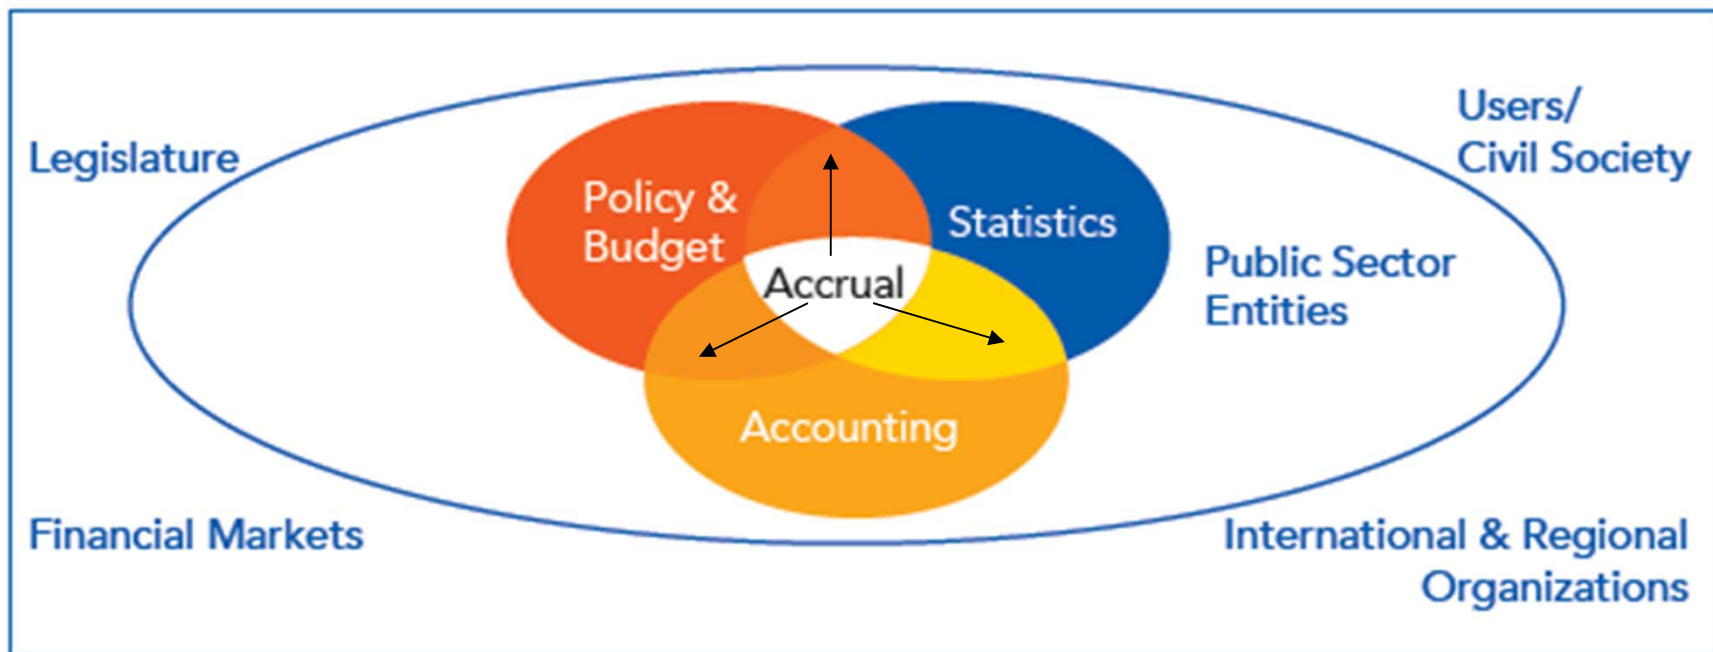 Legislature
Users/
Civil Society
Policy &
Budget
Statistics
Accrual
Public Sector
Entities
Accounting
Financial Markets
International & Regional
Organizations